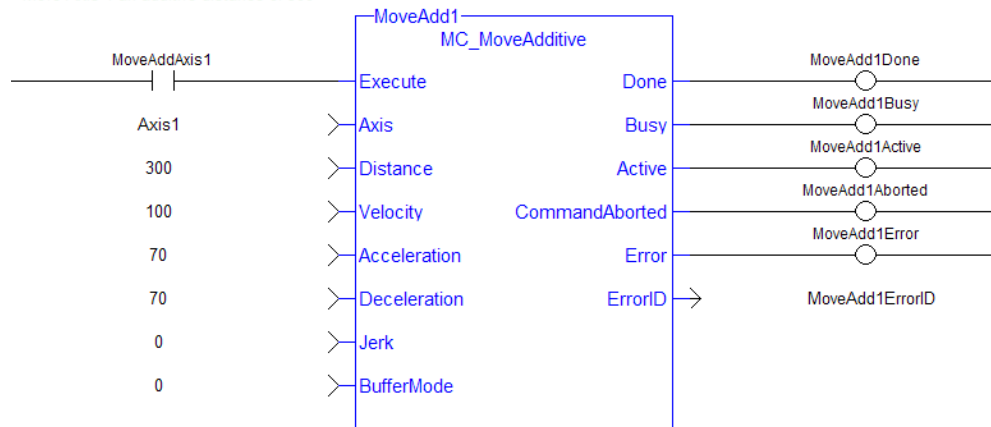 MoveAdd1
MC_MoveAdditive
MoveAddAxis1 Execute Done MoveAdd1Done
Axis1 Axis Busy MoveAdd1Busy
300 Distance Active MoveAdd1Active
100 Velocity CommandAborted MoveAdd1Aborted
70 Acceleration Error MoveAdd1Error
70 Deceleration ErrorID MoveAdd1ErrorID
0 Jerk
0 BufferMode